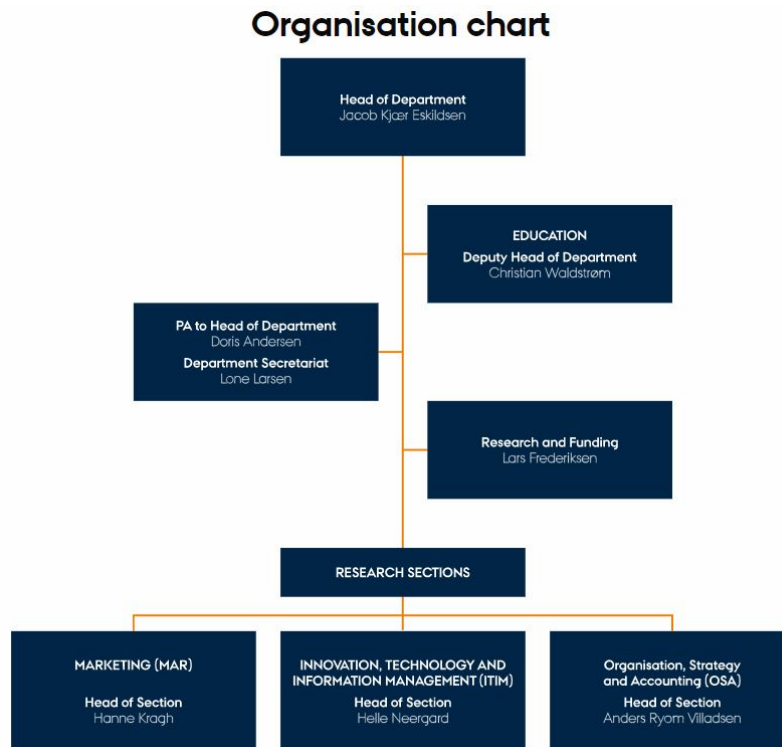 Organisation chart
Head of Department
Jacob Kjær Eskildsen
EDUCATION
Deputy Head of Department
Christian Waldstrøm
PA to Head of Department
Doris Andersen
Department Secretariat
Lone Larsen
Research and Funding
Lars Frederiksen
RESEARCH SECTIONS
MARKETING (MAR)
Head of Section
Hanne Kragh
INNOVATION, TECHNOLOGY AND
INFORMATION MANAGEMENT (ITIM)
Head of Section
Helle Neergard
Organisation, Strategy
and Accounting (OSA)
Head of Section
Anders Ryom Villadsen